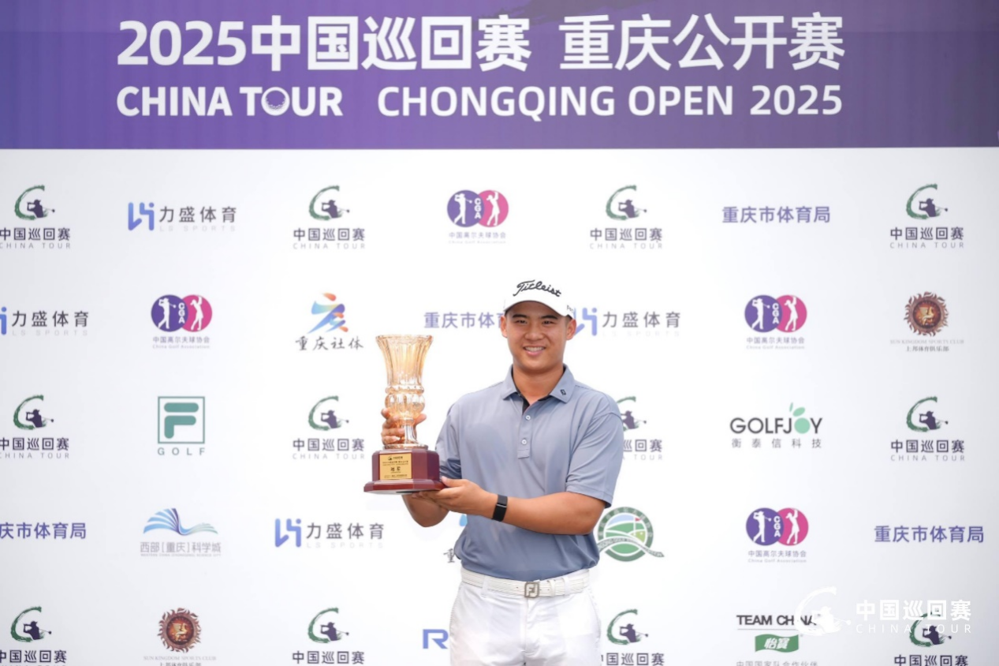 2025中国巡回赛 重庆公开赛
CHINA TOUR CHONGQING OPEN 2025
中国巡回赛
CHINA TOUR
力盛体育
LS SPORTS
中国巡回赛
CHINA TOUR
CGA
中国高尔夫球协会
China Golf Association
中国巡回赛
CHINA TOUR
重庆市体育局
中国巡回赛
CHINA TOUR
力盛体育
LS SPORTS
CGA
中国高尔夫球协会
China Golf Association
重庆社体
重庆市体
Titleist
力盛体育
LS SPORTS
CGA
中国高尔夫球协会
China Golf Association
SUN KINGDOM SPORTS CLUB
上邦体育俱乐部
中国巡回赛
CHINA TOUR
F
GOLF
中国巡回赛
CHINA TOUR
冠军
国巡回赛
CHINA TOUR
GOLFJOY
衡泰信科技
中国巡回赛
CHINA TOUR
庆市体育局
西部[重庆]科学城
力盛体育
LS SPORTS
重
CGA
中国高尔夫球协会
China Golf Association
重庆市体育局
中国巡回赛
SUN KINGDOM SPORTS CLUB
上邦体育俱乐部
中国巡回赛
R
中国巡回赛
TEAM CHINA
怡宝
中国国家队合作伙伴
中国巡回赛
CHINA TOUR
中国巡回赛